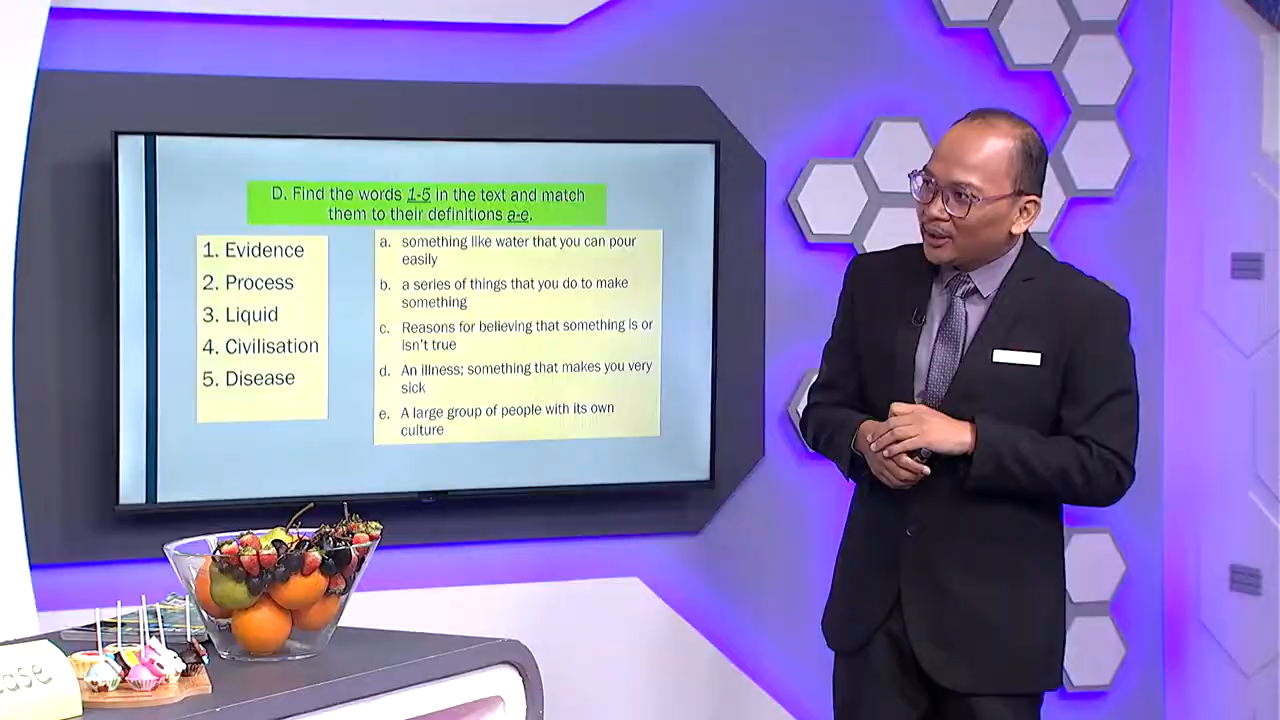 D. Find the words 1-5 in the text and match
them to their definitions a-e.
1. Evidence
2. Process
3. Liquid
4. Civilisation
5. Disease
a. something like water that you can pour
easily
b. a series of things that you do to make
something
c. Reasons for believing that something is or
isn't true
d. An illness; something that makes you very
sick
e. A large group of people with its own
culture